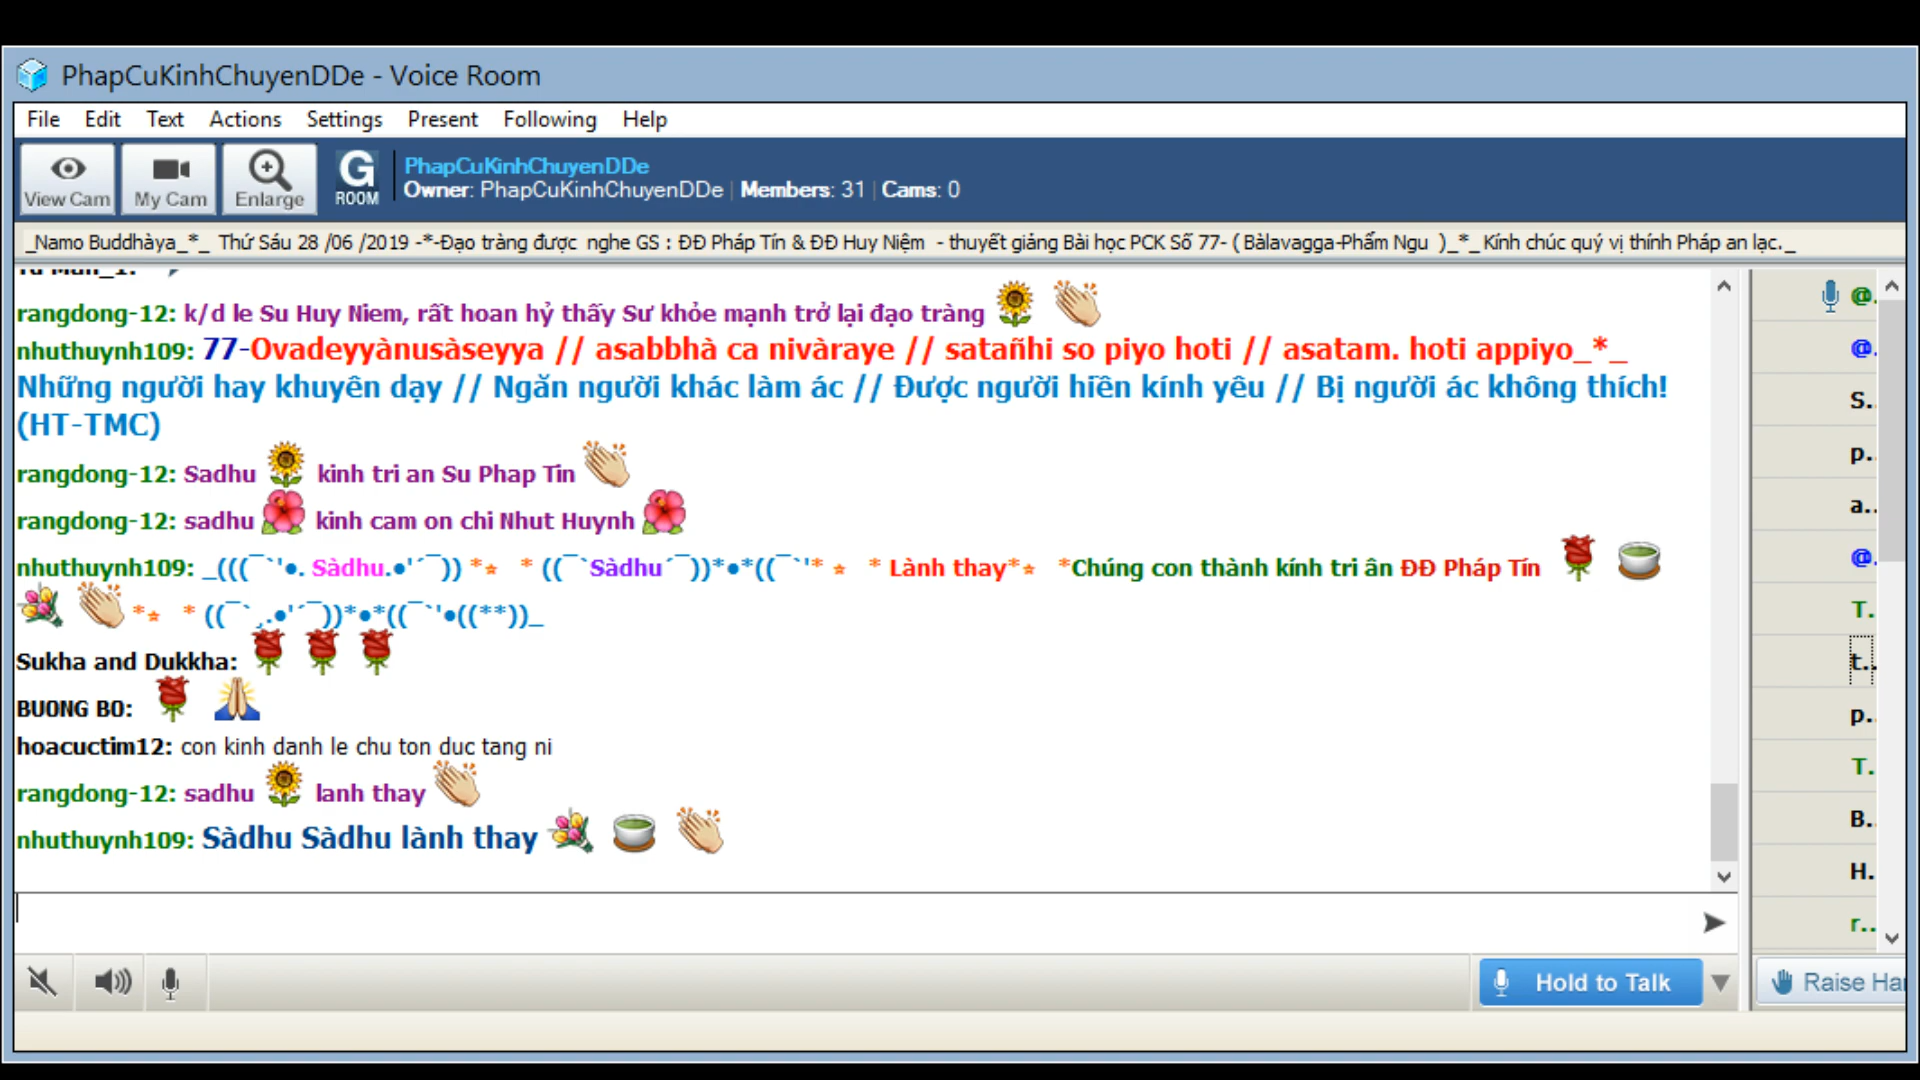 PhapCuKinhChuyenDDe - Voice Room
File Edit Text Actions Settings Present Following Help
View Cam My Cam Enlarge G ROOM
PhapCuKinhChuyenDDe
Owner: PhapCuKinhChuyenDDe | Members: 31 | Cams: 0
_Namo Buddhàya_*_ Thứ Sáu 28 /06 /2019 -*-Đạo tràng được nghe GS : ĐĐ Pháp Tín & ĐĐ Huy Niệm - thuyết giảng Bài học PCK Số 77- ( Bàlavagga-Phẩm Ngu )_*_Kính chúc quý vị thính Pháp an lạc._
rangdong-12: k/d le Su Huy Niem, rất hoan hỷ thấy Sư khỏe mạnh trở lại đạo tràng
nhuthuynh109: 77-Ovadeyyànusàseyya // asabbhà ca nivàraye // satañhi so piyo hoti // asatam. hoti appiyo_*_
Những người hay khuyên dạy // Ngăn người khác làm ác // Được người hiền kính yêu // Bị người ác không thích!
(HT-TMC)
rangdong-12: Sadhu kinh tri an Su Phap Tin
rangdong-12: sadhu kinh cam on chi Nhut Huynh
nhuthuynh109: _(((¯`'•. Sàdhu.•'´¯)) *⭒ * ((¯`Sàdhu´¯))*•*((¯`'* ⭒ * Lành thay*⭒ *Chúng con thành kính tri ân ĐĐ Pháp Tín
*⭒ * ((¯`¸.•'´¯))*•*((¯`'•((**))_
Sukha and Dukkha:
BUONG BO:
hoacuctim12: con kinh danh le chu ton duc tang ni
rangdong-12: sadhu lanh thay
nhuthuynh109: Sàdhu Sàdhu lành thay
@.
@.
S..
p..
a..
@.
T.
t..
p..
T.
B..
H.
r..
Hold to Talk
Raise Ha